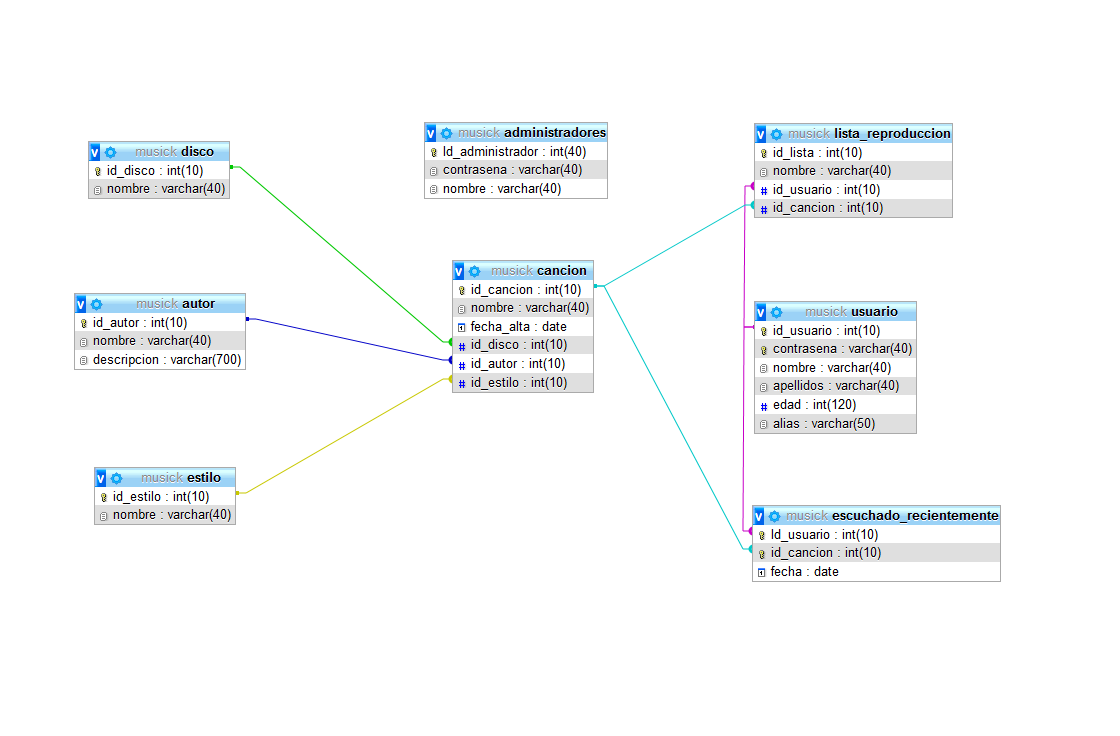 musick disco
id_disco : int(10)
nombre : varchar(40)
musick autor
id_autor : int(10)
nombre : varchar(40)
descripcion : varchar(700)
musick estilo
id_estilo : int(10)
nombre : varchar(40)
musick administradores
Id_administrador : int(40)
contrasena : varchar(40)
nombre : varchar(40)
musick cancion
id_cancion : int(10)
nombre : varchar(40)
fecha_alta : date
# id_disco : int(10)
# id_autor : int(10)
# id_estilo : int(10)
musick lista_reproduccion
id_lista : int(10)
nombre : varchar(40)
# id_usuario : int(10)
# id_cancion : int(10)
musick usuario
id_usuario : int(10)
contrasena : varchar(40)
nombre : varchar(40)
apellidos : varchar(40)
# edad : int(120)
alias : varchar(50)
musick escuchado_recientemente
Id_usuario : int(10)
id_cancion : int(10)
fecha : date